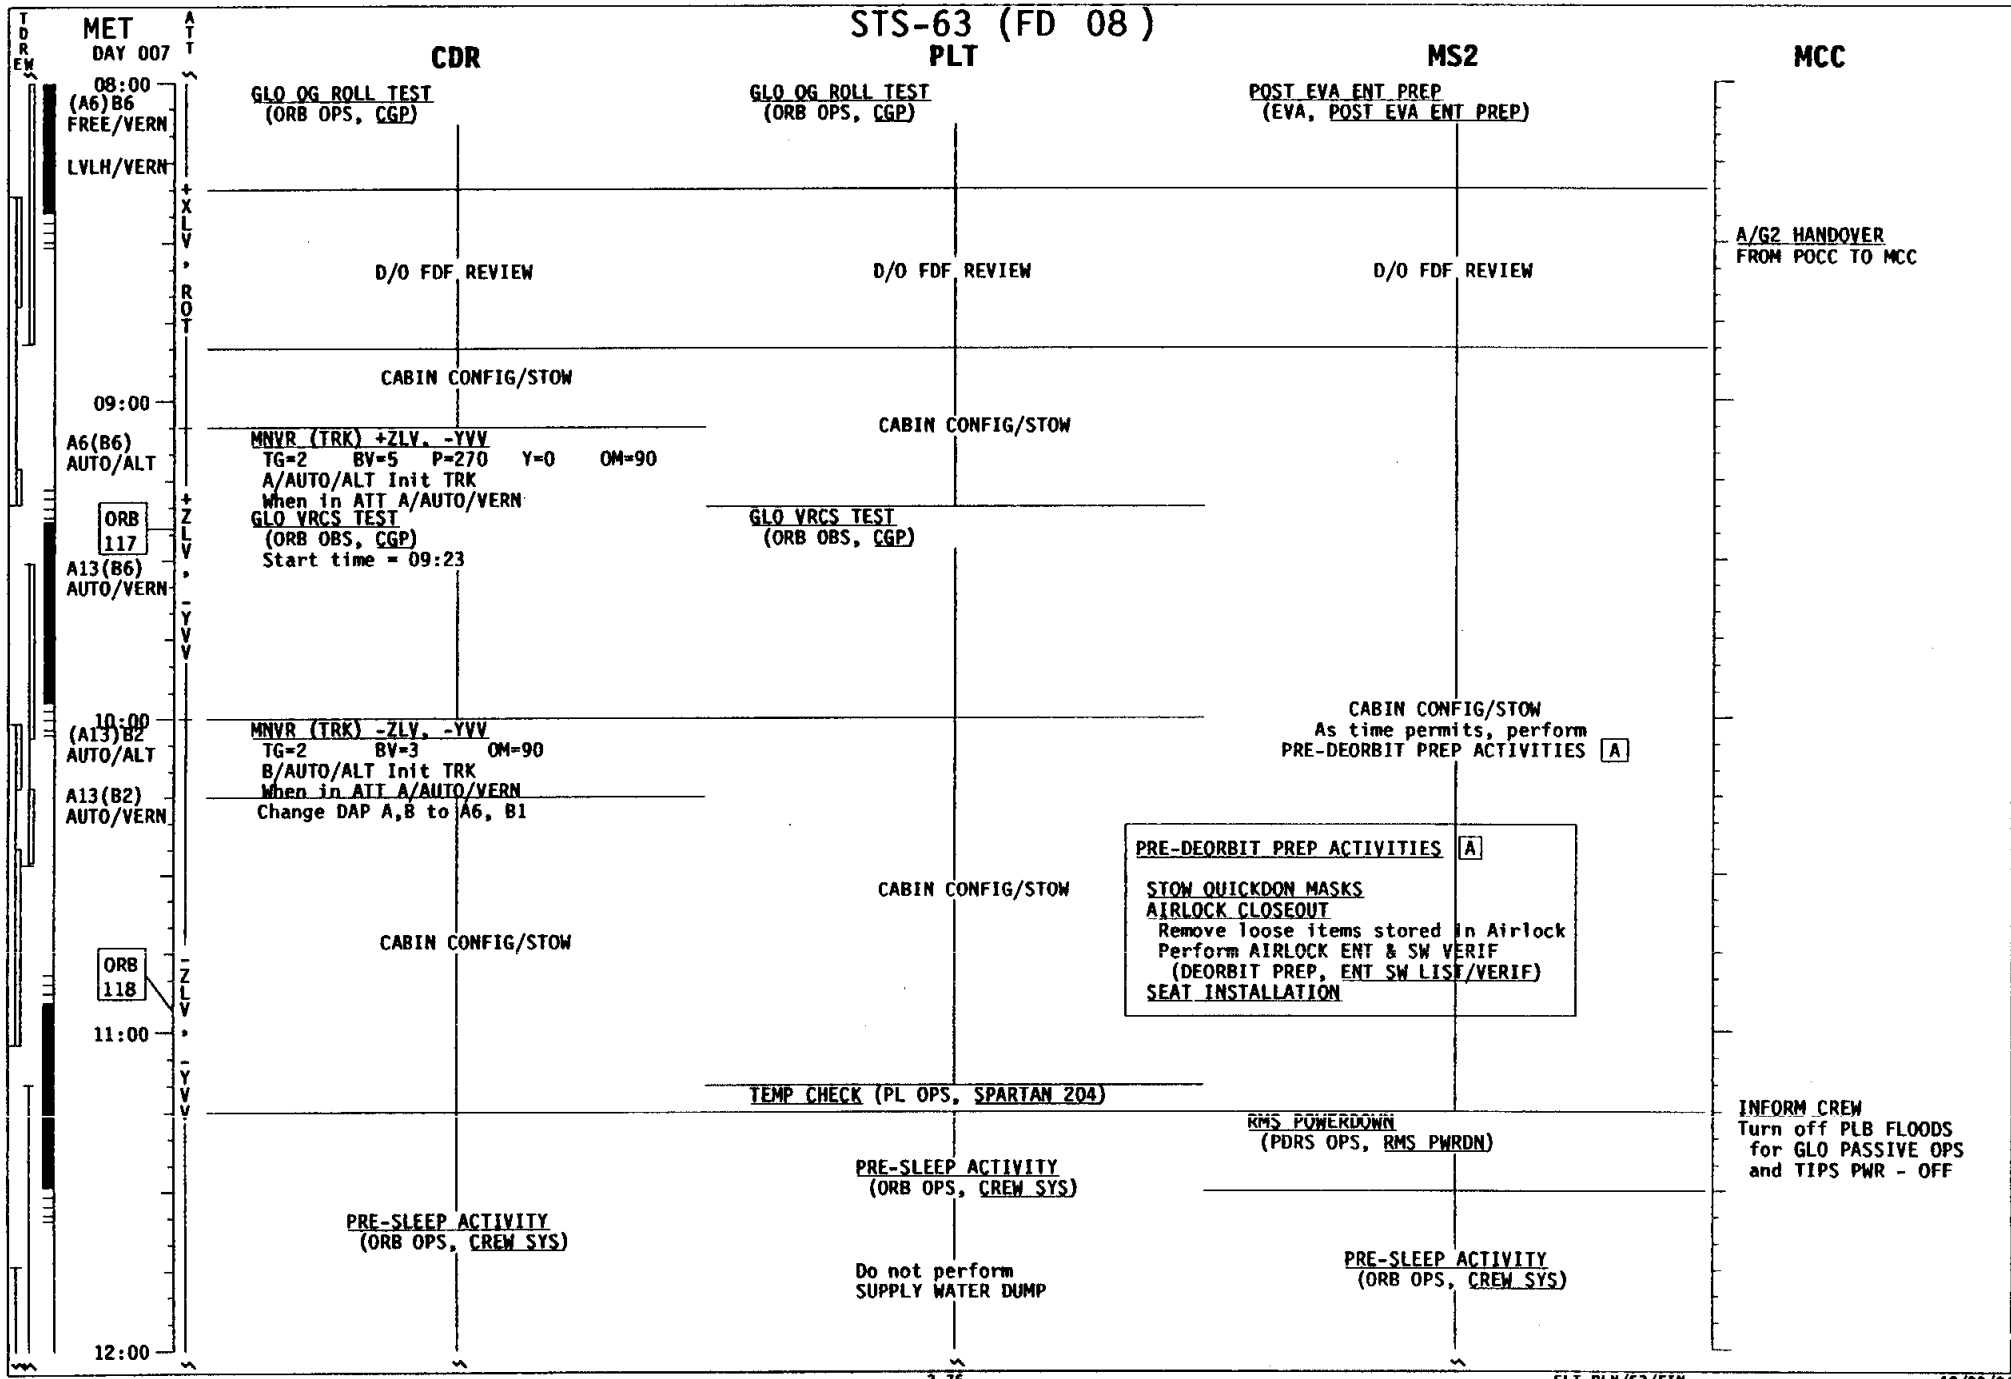 STS-63 (FD 08)
TDRE W
MET
DAY 007
ATT
CDR
PLT
MS2
MCC
08:00
(A6)B6
FREE/VERN
LVLH/VERN
+XLV, ROT
GLO OG ROLL TEST
(ORB OPS, CGP)
GLO OG ROLL TEST
(ORB OPS, CGP)
POST EVA ENT PREP
(EVA, POST EVA ENT PREP)
A/G2 HANDOVER
FROM POCC TO MCC
D/O FDF REVIEW
D/O FDF REVIEW
D/O FDF REVIEW
CABIN CONFIG/STOW
09:00
CABIN CONFIG/STOW
A6(B6)
AUTO/ALT
MNVR (TRK) +ZLV, -YVV
TG=2 BV=5 P=270 Y=0 OM=90
A/AUTO/ALT Init TRK
When in ATT A/AUTO/VERN
ORB
117
+ZLV, -YVV
GLO VRCS TEST
(ORB OBS, CGP)
Start time = 09:23
GLO VRCS TEST
(ORB OBS, CGP)
A13(B6)
AUTO/VERN
10:00
(A13)B2
AUTO/ALT
MNVR (TRK) -ZLV, -YVV
TG=2 BV=3 OM=90
B/AUTO/ALT Init TRK
When in ATT A/AUTO/VERN
Change DAP A,B to A6, B1
CABIN CONFIG/STOW
As time permits, perform
PRE-DEORBIT PREP ACTIVITIES A
A13(B2)
AUTO/VERN
PRE-DEORBIT PREP ACTIVITIES A
STOW QUICKDON MASKS
AIRLOCK CLOSEOUT
Remove loose items stored in Airlock
Perform AIRLOCK ENT & SW VERIF
(DEORBIT PREP, ENT SW LIST/VERIF)
SEAT INSTALLATION
CABIN CONFIG/STOW
CABIN CONFIG/STOW
ORB
118
-ZLV, -YVV
11:00
TEMP CHECK (PL OPS, SPARTAN 204)
RMS POWERDOWN
(PDRS OPS, RMS PWRDN)
INFORM CREW
Turn off PLB FLOODS
for GLO PASSIVE OPS
and TIPS PWR - OFF
PRE-SLEEP ACTIVITY
(ORB OPS, CREW SYS)
PRE-SLEEP ACTIVITY
(ORB OPS, CREW SYS)
PRE-SLEEP ACTIVITY
(ORB OPS, CREW SYS)
Do not perform
SUPPLY WATER DUMP
12:00